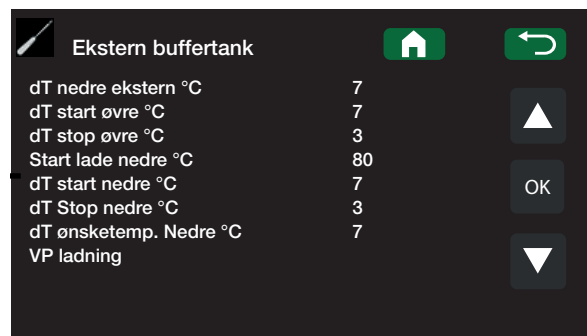 Ekstern buffertank
dT nedre ekstern °C 7
dT start øvre °C 7
dT stop øvre °C 3
Start lade nedre °C 80
dT start nedre °C 7
dT Stop nedre °C 3
dT ønsketemp. Nedre °C 7
VP ladning
OK